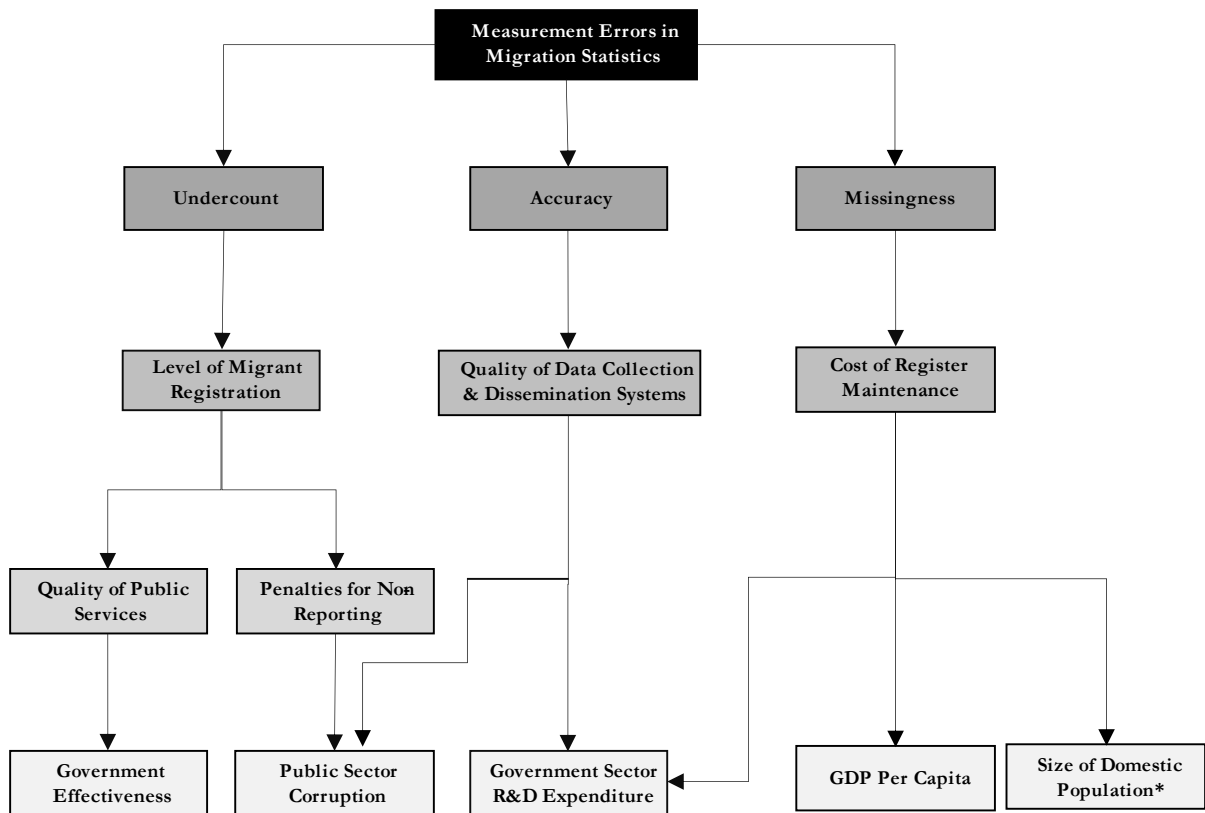 Measurement Errors in
Migration Statistics
Undercount
Accuracy
Missingness
Level of Migrant
Registration
Quality of Data Collection
& Dissemination Systems
Cost of Register
Maintenance
Quality of Public
Services
Penalties for Non-
Reporting
Government
Effectiveness
Public Sector
Corruption
Government Sector
R&D Expenditure
GDP Per Capita
Size of Domestic
Population*